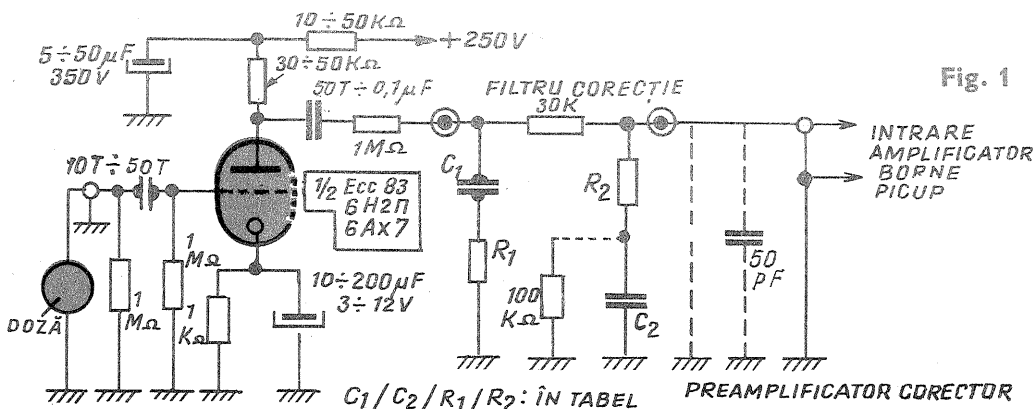 10÷50KΩ
+250V
5÷50µF
350V
30÷50KΩ
Fig. 1
50T÷0,1µF
FILTRU CORECȚIE
30K
1MΩ
INTRARE
AMPLIFICATOR
BORNE
PICUP
10T÷50T
C1
R2
1/2 Ecc 83
6Н2П
6AX7
R1
1
MΩ
50
pF
10÷200µF
3÷12V
100
KΩ
C2
DOZĂ
1
MΩ
1
KΩ
C1/C2/R1/R2: ÎN TABEL
PREAMPLIFICATOR CORECTOR